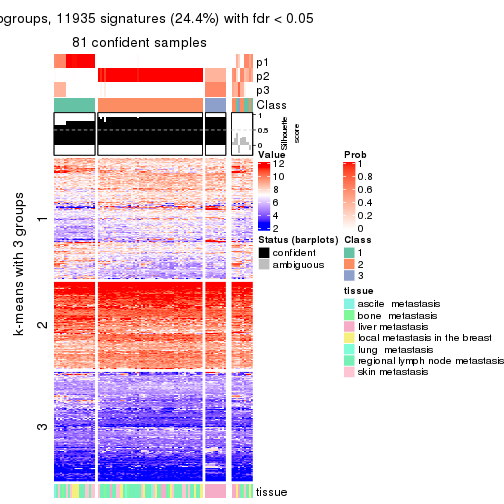 ogroups, 11935 signatures (24.4%) with fdr < 0.05
81 confident samples
p1
p2
p3
Class
1
0.5
0
Silhouette
score
k-means with 3 groups
1
2
3
Value
12
10
8
6
4
2
Prob
1
0.8
0.6
0.4
0.2
0
Status (barplots)
confident
ambiguous
Class
1
2
3
tissue
ascite metastasis
bone metastasis
liver metastasis
local metastasis in the breast
lung metastasis
regional lymph node metastasis
skin metastasis
tissue